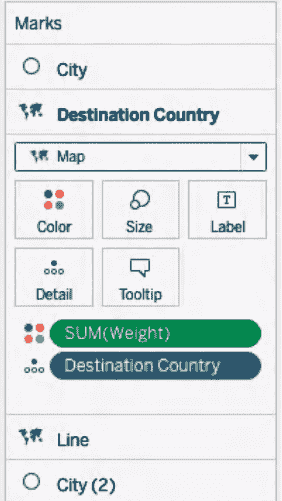 Marks
City
Destination Country
Map
Color Size Label
Detail Tooltip
SUM(Weight)
Destination Country
Line
City (2)